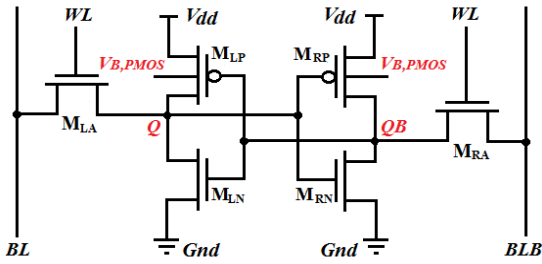 WL
Vdd
Vdd
WL
VB,PMOS
MLP
MRP
VB,PMOS
MLA
Q
QB
MRA
MLN
MRN
BL
Gnd
Gnd
BLB